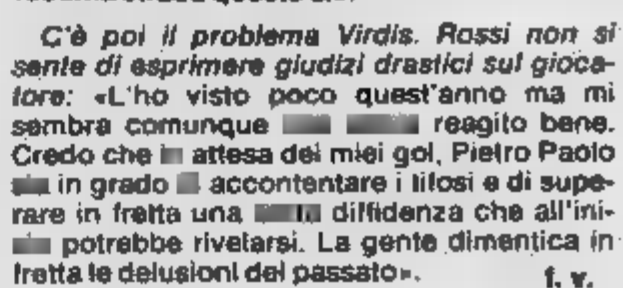 C'è poi il problema Virdis. Rossi non si
sente di esprimere giudizi drastici sul gioca-
tore: «L'ho visto poco quest'anno ma mi
sembra comunque reagito bene.
Credo che attesa dei miei gol, Pietro Paolo
in grado accontentare i tifosi e di supe-
rare in fretta una diffidenza che all'ini-
potrebbe rivelarsi. La gente dimentica in
fretta le delusioni del passato».
f. v.